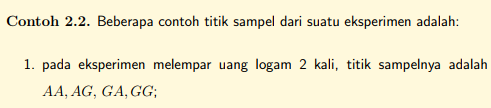 Contoh 2.2. Beberapa contoh titik sampel dari suatu eksperimen adalah:
1. pada eksperimen melempar uang logam 2 kali, titik sampelnya adalah
AA, AG, GA, GG;